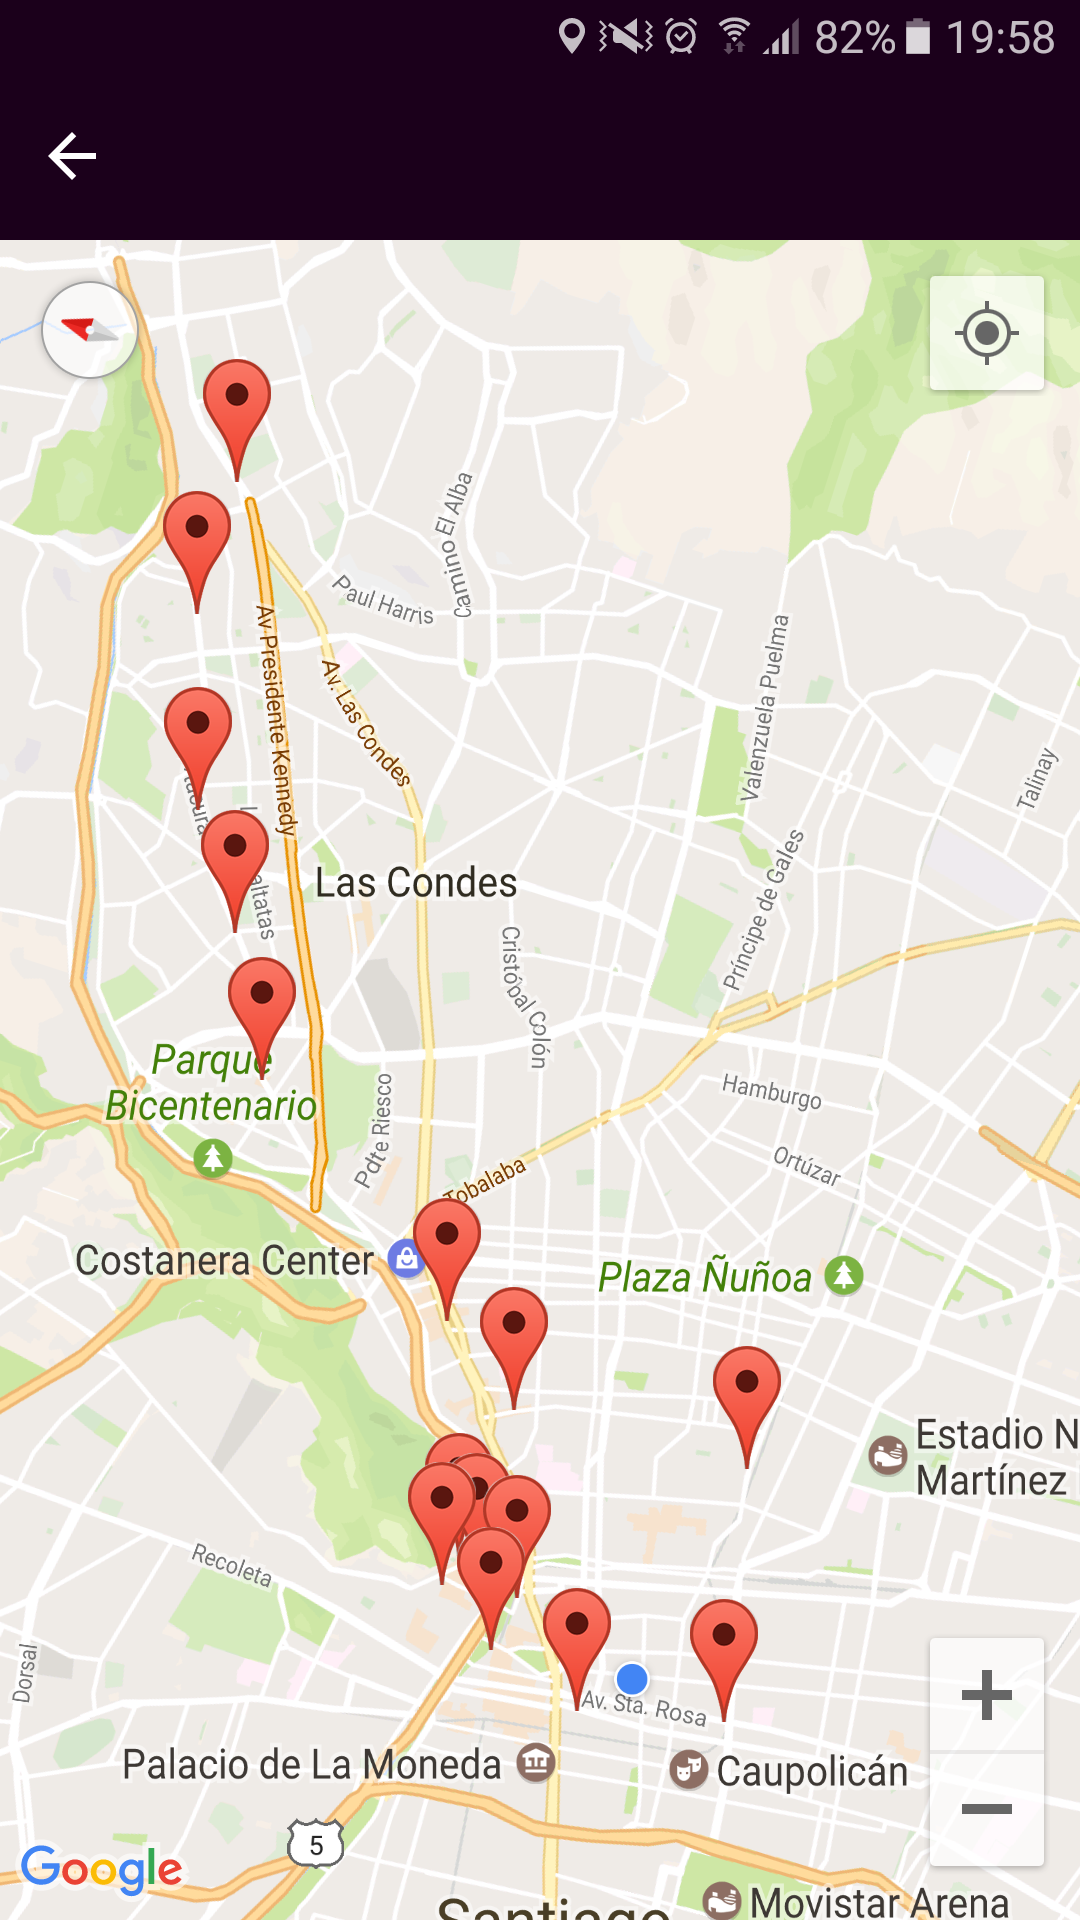 82% 19:58
Camino El Alba
Paul Harris
Av Presidente Kennedy
Av. Las Condes
Valenzuela Puelma
Talinay
Las Condes
Príncipe de Gales
Cristóbal Colón
Parque
Bicentenario
Pdte Riesco
Hamburgo
Ortúzar
Tobalaba
Costanera Center
Plaza Ñuñoa
Estadio N
Martínez
Recoleta
Dorsal
Av. Sta. Rosa
Palacio de La Moneda
Caupolicán
5
Google
Movistar Arena
Santiago